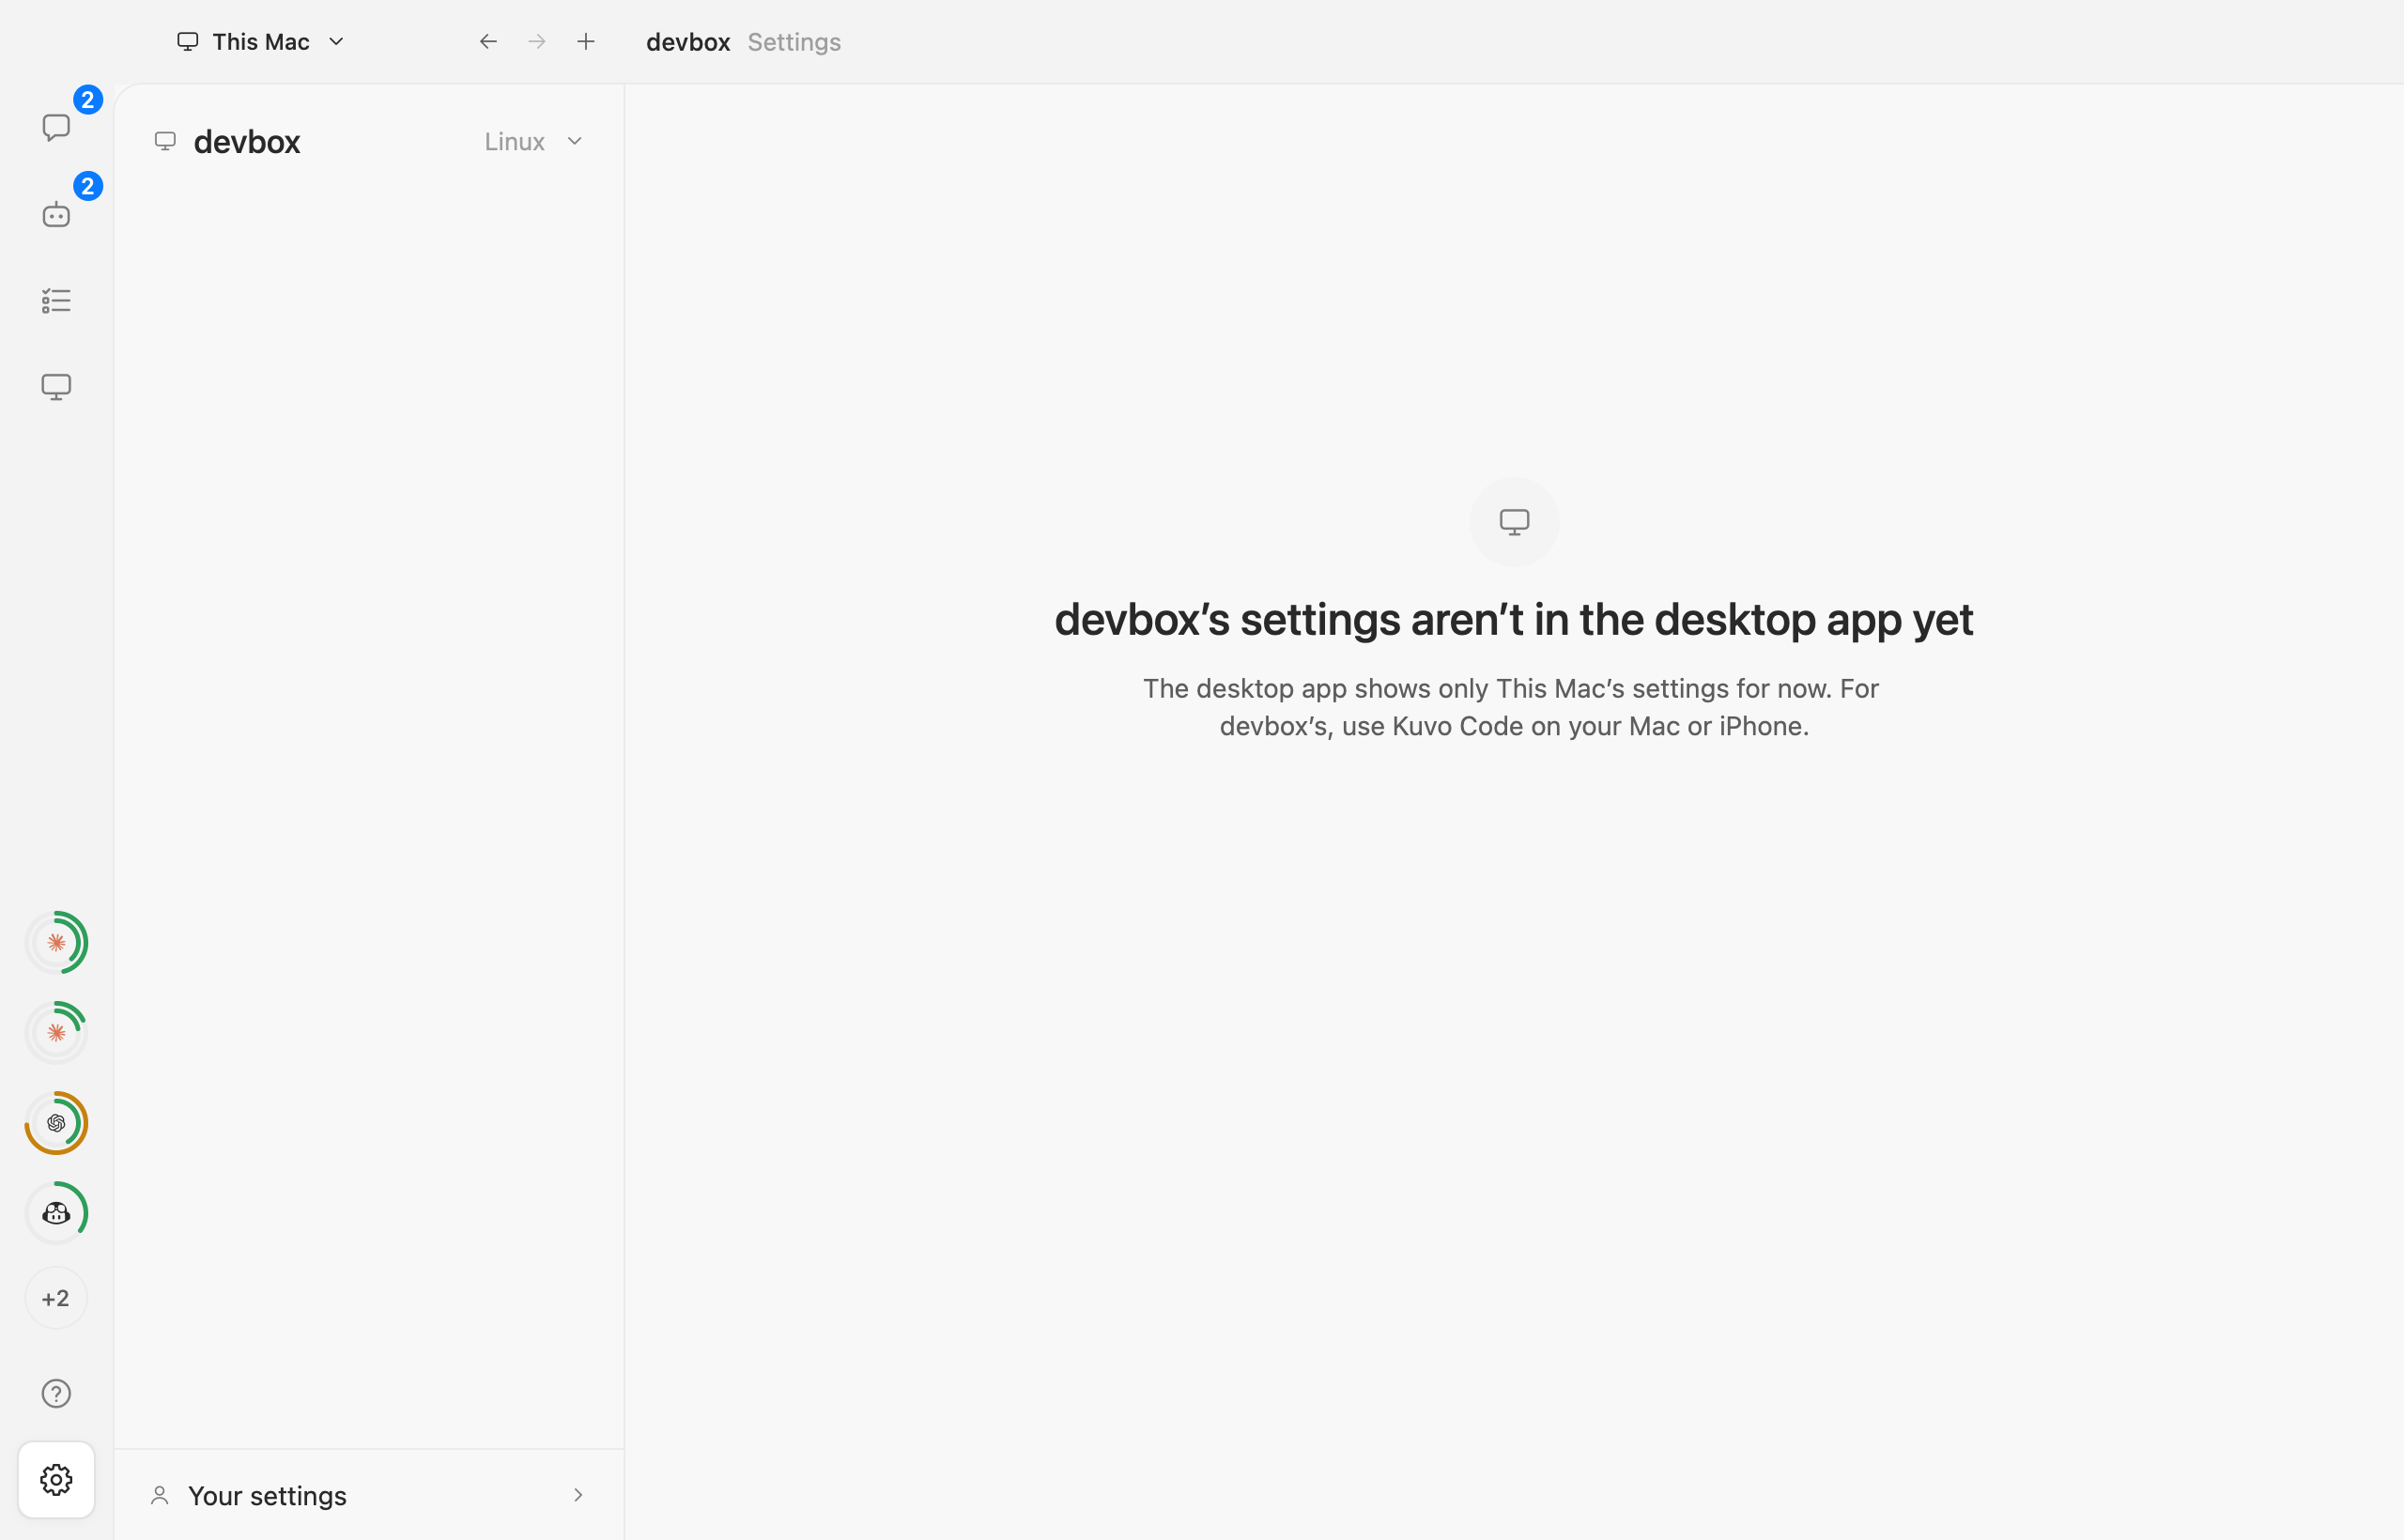 This Mac
devbox Settings
2
2
devbox
Linux
devbox’s settings aren’t in the desktop app yet
The desktop app shows only This Mac’s settings for now. For
devbox’s, use Kuvo Code on your Mac or iPhone.
+2
Your settings